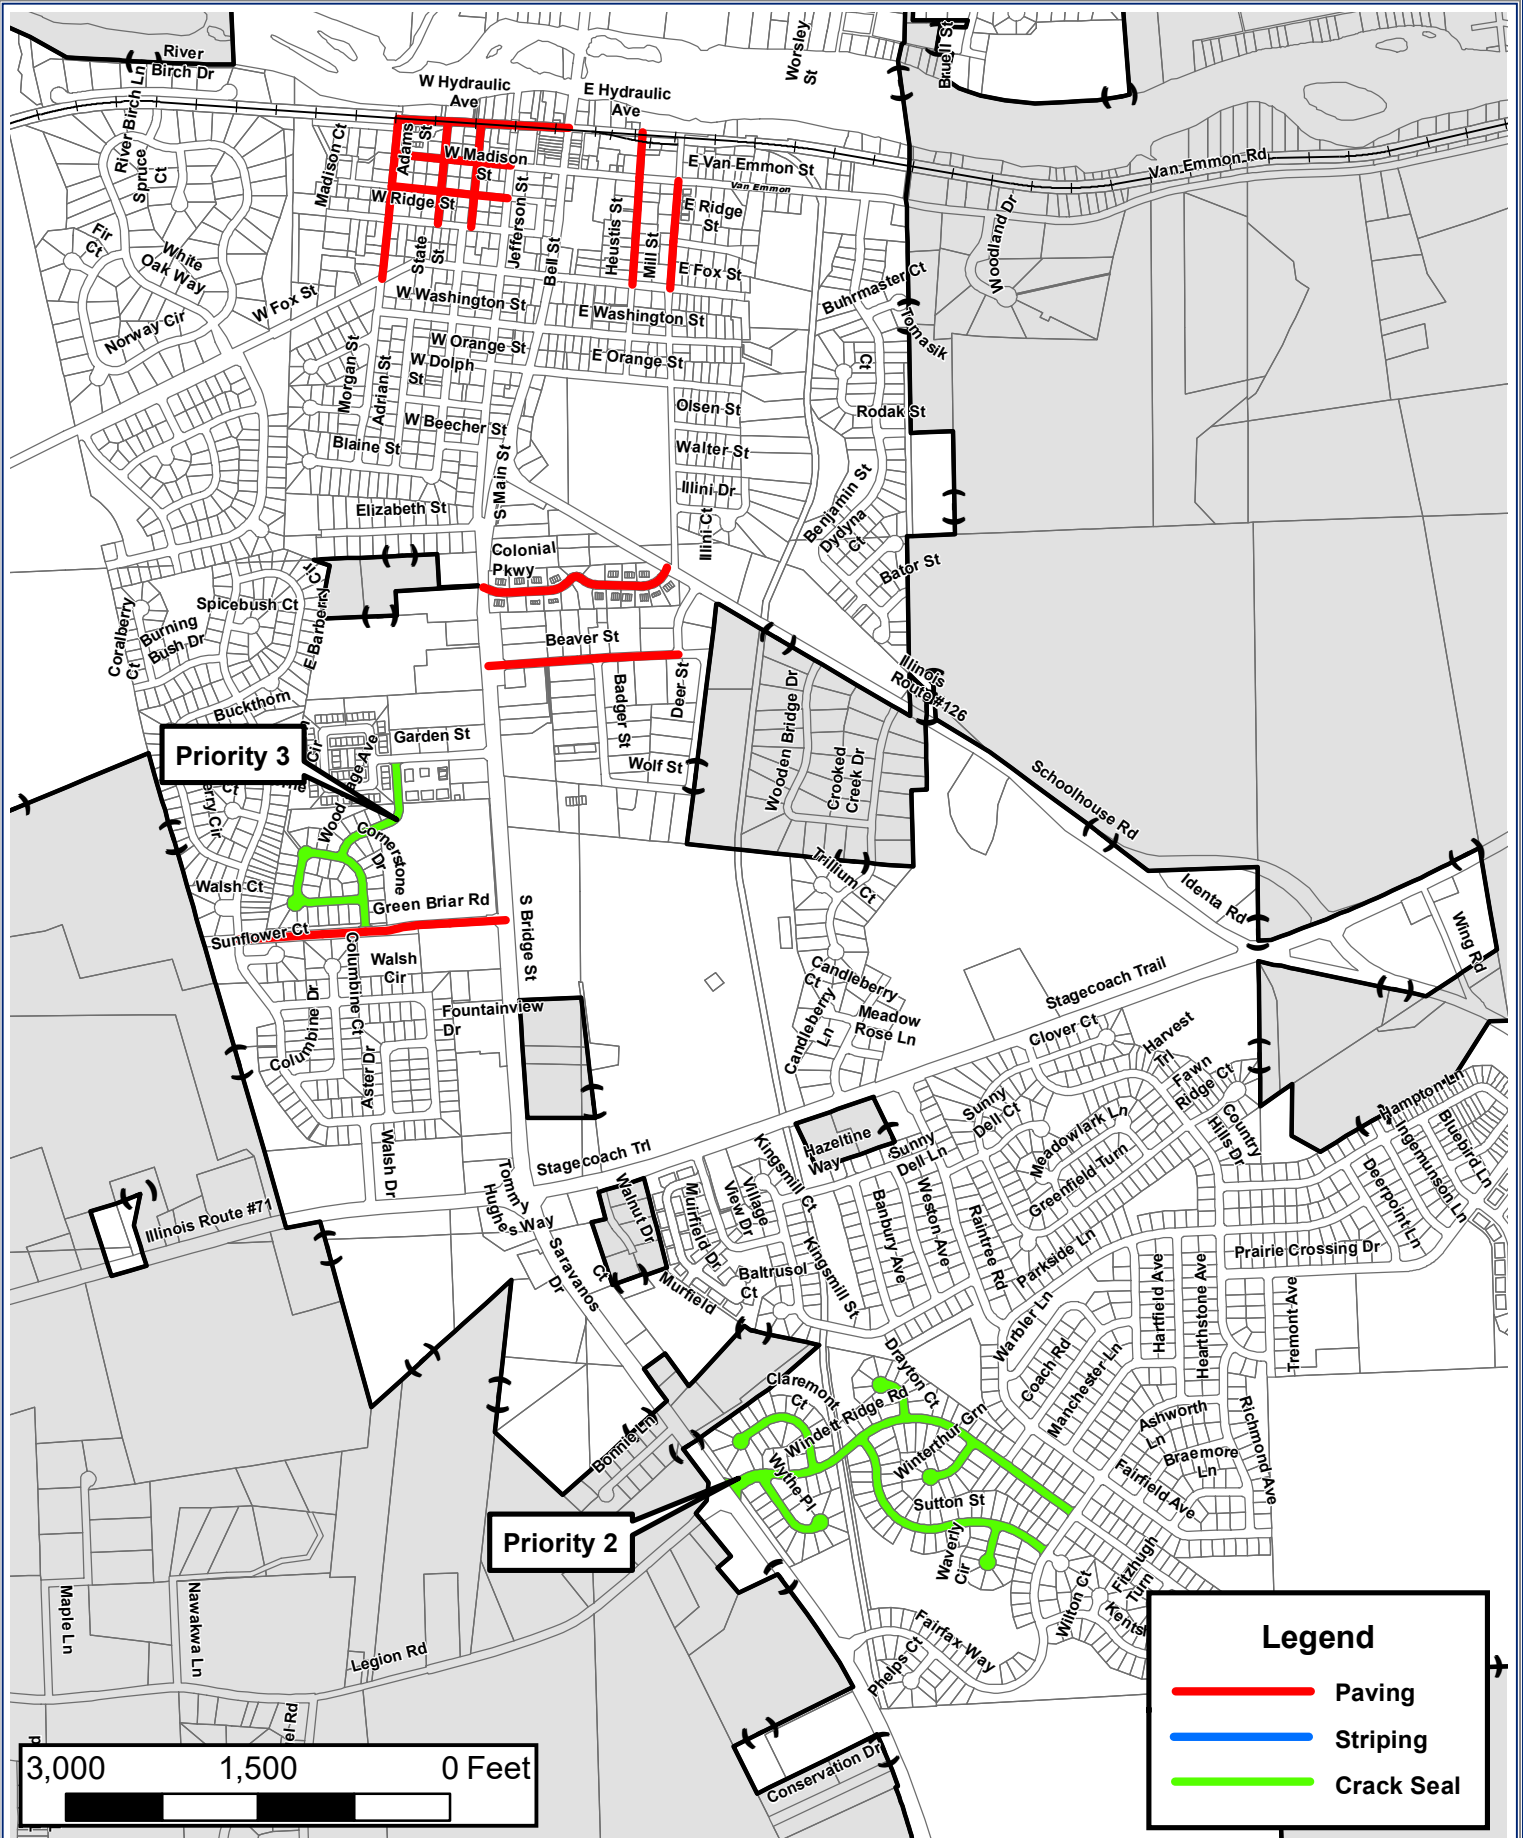 River
Birch Dr
River Birch Ln
Spruce
Ct
Madison Ct
W Hydraulic
Ave
E Hydraulic
Ave
Worsley
St
Bruell St
Adams
St
W Madison
St
W Ridge St
Jefferson St
E Van Emmon St
Van Emmon
Van Emmon Rd
E Ridge
St
Fir
Ct
White
Oak Way
Norway Cir
W Fox St
State
St
Bell St
Heustis St
Mill St
E Fox St
Woodland Dr
Buhrmaster Ct
Tomasik
Ct
W Washington St
E Washington St
W Orange St
E Orange St
W Dolph
St
Morgan St
Adrian St
W Beecher St
Blaine St
S Main St
Olsen St
Walter St
Illini Dr
Illini Ct
Rodak St
Benjamin St
Dydyna
Ct
Bator St
Elizabeth St
Colonial
Pkwy
Cir
E Barberry
Spicebush Ct
Burning
Bush Dr
Coralberry
Ct
Beaver St
Badger St
Deer St
Wolf St
Buckthorn
Garden St
Priority 3
Cir
Ct
Cornerstone
Dr
Wooden Bridge Dr
Crooked
Creek Dr
Illinois
Route #126
Schoolhouse Rd
Identa Rd
Wing Rd
Trillium Ct
Walsh Ct
Green Briar Rd
Sunflower Ct
S Bridge St
Walsh
Cir
Columbine Ct
Columbine Dr
Fountainview
Dr
Aster Dr
Walsh Dr
Candleberry
Ct
Candleberry
Ln
Meadow
Rose Ln
Stagecoach Trail
Clover Ct
Harvest
Trl
Fawn
Ridge Ct
Country
Hills Dr
Sunny
Dell Ct
Meadowlark Ln
Greenfield Turn
Hampton Ln
Bluebird Ln
Ingemunson Ln
Deerpoint Ln
Hazeltine
Way
Sunny
Dell Ln
Stagecoach Trl
Kingsmill Ct
Village
View Dr
Muirfield Dr
Walnut Dr
Ct
Murfield
Baltrusol
Ct
Kingsmill St
Banbury Ave
Weston Ave
Raintree Rd
Parkside Ln
Prairie Crossing Dr
Tommy
Hughe
s Way
Saravanos
Dr
Illinois Route #71
Warbler Ln
Coach Rd
Manchester Ln
Hartfield Ave
Hearthstone Ave
Tremont Ave
Richmond Ave
Ashworth
Ln
Braemore
Ln
Fairfield Ave
Drayton Ct
Claremont
Ct
Windett Ridge Rd
Winterthur Grn
Wythe Pl
Sutton St
Waverly
Cir
Bonnie Ln
Priority 2
Fitzhugh
Turn
Wilton Ct
Fairfax Way
Phelps Ct
Maple Ln
Nawakwa Ln
Legion Rd
Conservation Dr
Legend
Paving
Striping
Crack Seal
3,000
1,500
0 Feet